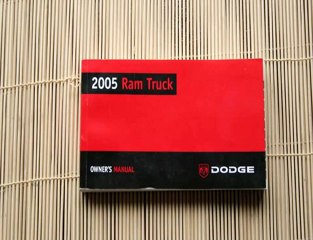 2005 Ram Truck
OWNER'S MANUAL
DODGE